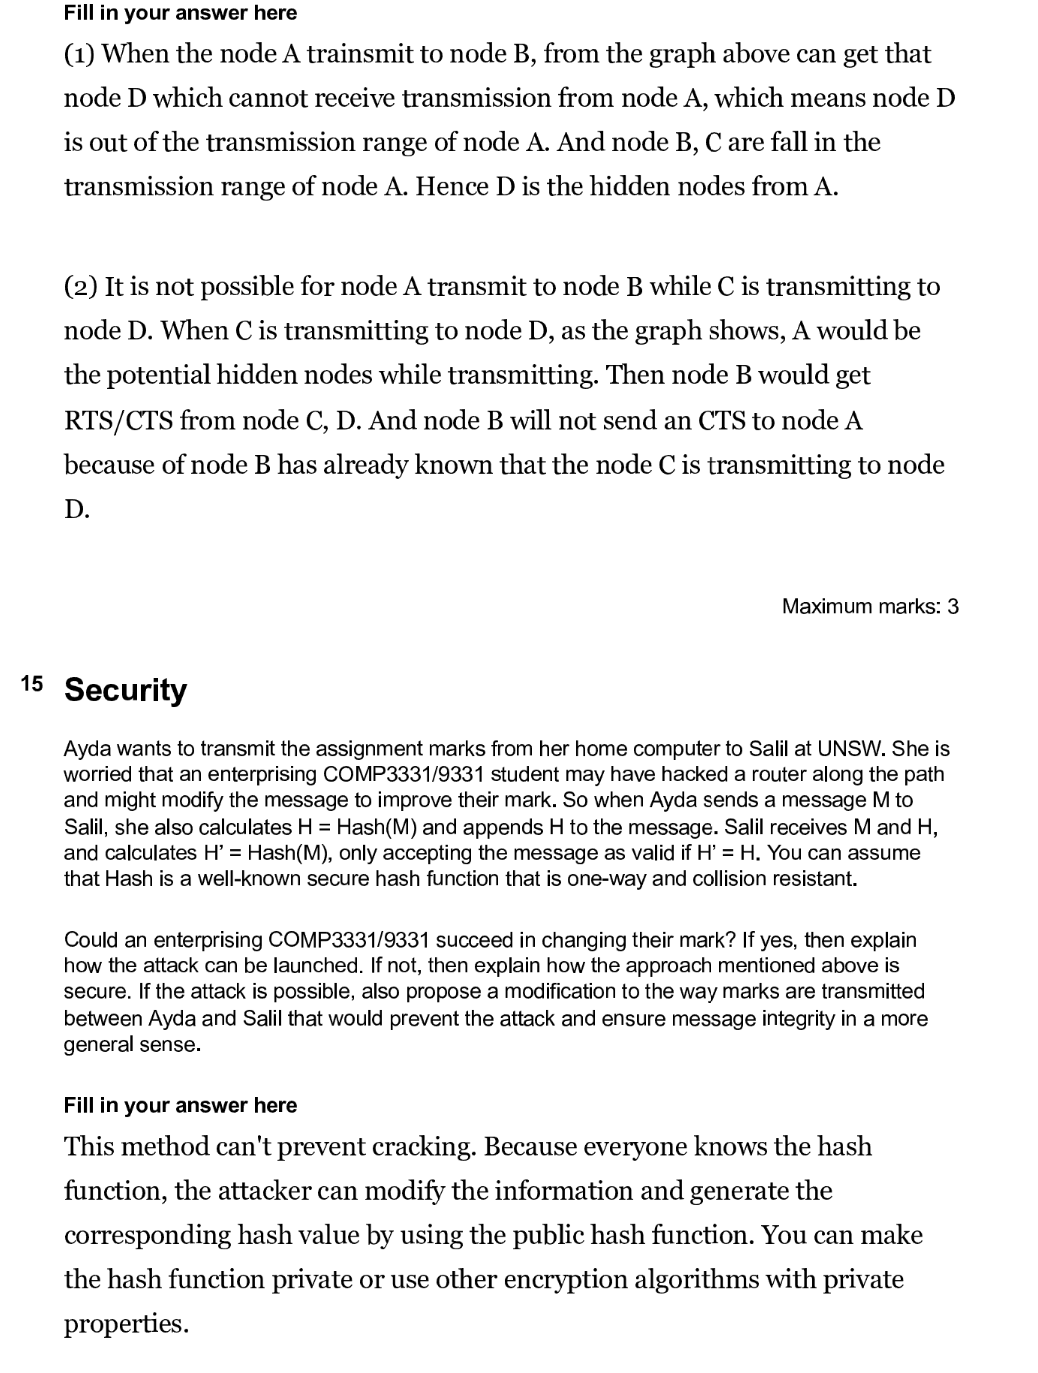 Fill in your answer here
(1) When the node A trainsmit to node B, from the graph above can get that
node D which cannot receive transmission from node A, which means node D
is out of the transmission range of node A. And node B, C are fall in the
transmission range of node A. Hence D is the hidden nodes from A.
(2) It is not possible for node A transmit to node B while C is transmitting to
node D. When C is transmitting to node D, as the graph shows, A would be
the potential hidden nodes while transmitting. Then node B would get
RTS/CTS from node C, D. And node B will not send an CTS to node A
because of node B has already known that the node C is transmitting to node
D.
Maximum marks: 3
15 Security
Ayda wants to transmit the assignment marks from her home computer to Salil at UNSW. She is
worried that an enterprising COMP3331/9331 student may have hacked a router along the path
and might modify the message to improve their mark. So when Ayda sends a message M to
Salil, she also calculates H = Hash(M) and appends H to the message. Salil receives M and H,
and calculates H’ = Hash(M), only accepting the message as valid if H’ = H. You can assume
that Hash is a well-known secure hash function that is one-way and collision resistant.
Could an enterprising COMP3331/9331 succeed in changing their mark? If yes, then explain
how the attack can be launched. If not, then explain how the approach mentioned above is
secure. If the attack is possible, also propose a modification to the way marks are transmitted
between Ayda and Salil that would prevent the attack and ensure message integrity in a more
general sense.
Fill in your answer here
This method can't prevent cracking. Because everyone knows the hash
function, the attacker can modify the information and generate the
corresponding hash value by using the public hash function. You can make
the hash function private or use other encryption algorithms with private
properties.